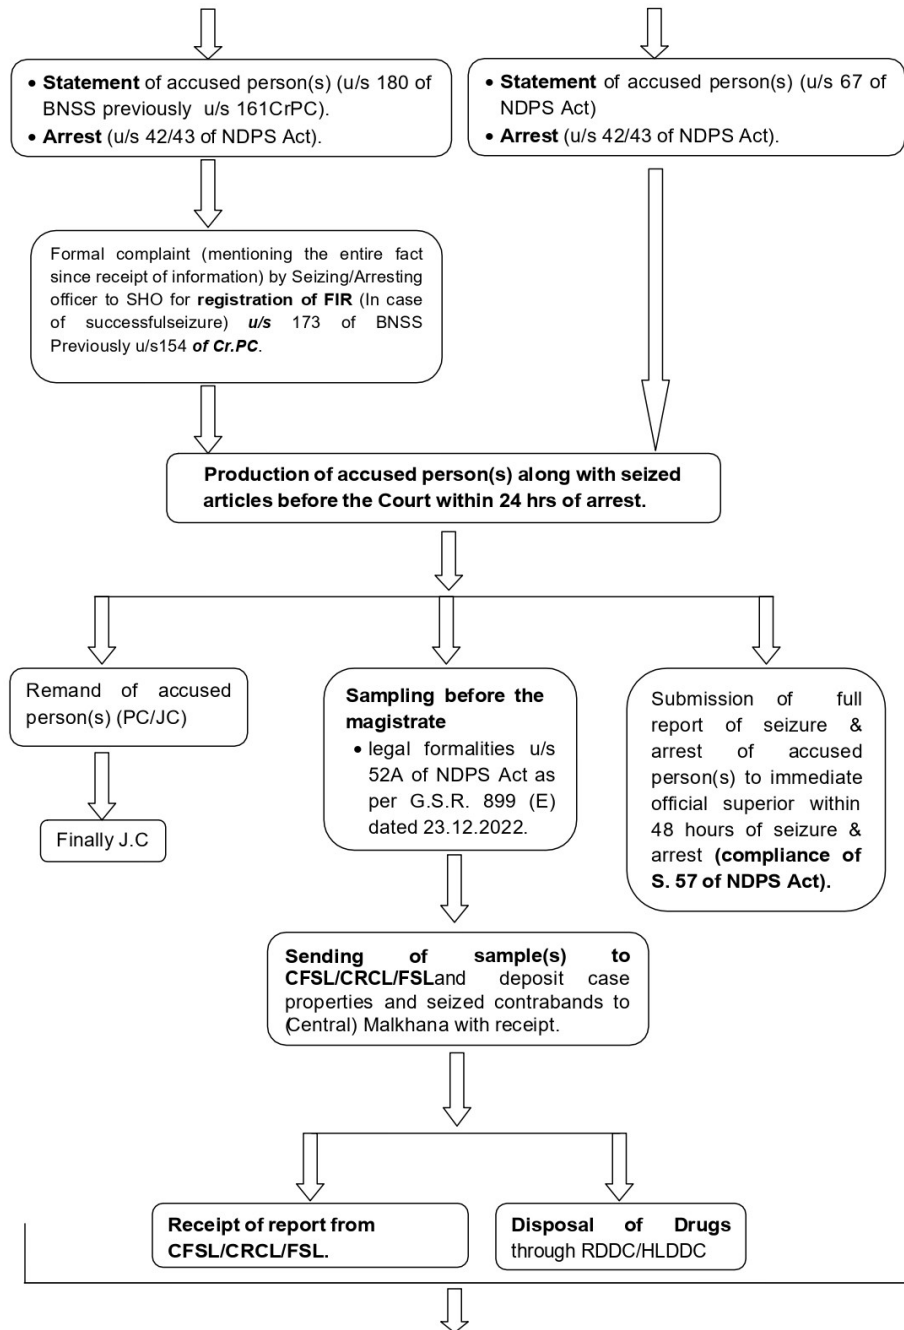 • Statement of accused person(s) (u/s 180 of
BNSS previously u/s 161CrPC).
• Arrest (u/s 42/43 of NDPS Act).
• Statement of accused person(s) (u/s 67 of
NDPS Act)
• Arrest (u/s 42/43 of NDPS Act).
Formal complaint (mentioning the entire fact
since receipt of information) by Seizing/Arresting
officer to SHO for registration of FIR (In case
of successfulseizure) u/s 173 of BNSS
Previously u/s154 of Cr.PC.
Production of accused person(s) along with seized
articles before the Court within 24 hrs of arrest.
Remand of accused
person(s) (PC/JC)
Finally J.C
Sampling before the
magistrate
• legal formalities u/s
52A of NDPS Act as
per G.S.R. 899 (E)
dated 23.12.2022.
Submission of full
report of seizure &
arrest of accused
person(s) to immediate
official superior within
48 hours of seizure &
arrest (compliance of
S. 57 of NDPS Act).
Sending of sample(s) to
CFSL/CRCL/FSLand deposit case
properties and seized contrabands to
(Central) Malkhana with receipt.
Receipt of report from
CFSL/CRCL/FSL.
Disposal of Drugs
through RDDC/HLDDC